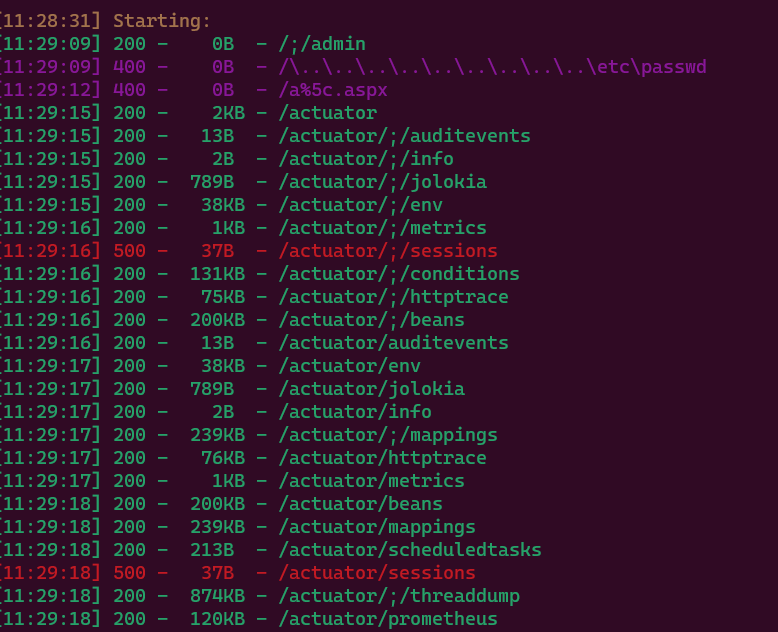 [11:28:31] Starting:
[11:29:09] 200 -    0B  - /;/admin
[11:29:09] 400 -    0B  - /\..\..\..\..\..\..\..\..\..\etc\passwd
[11:29:12] 400 -    0B  - /a%5c.aspx
[11:29:15] 200 -    2KB - /actuator
[11:29:15] 200 -   13B  - /actuator/;/auditevents
[11:29:15] 200 -    2B  - /actuator/;/info
[11:29:15] 200 -  789B  - /actuator/;/jolokia
[11:29:15] 200 -   38KB - /actuator/;/env
[11:29:16] 200 -    1KB - /actuator/;/metrics
[11:29:16] 500 -   37B  - /actuator/;/sessions
[11:29:16] 200 -  131KB - /actuator/;/conditions
[11:29:16] 200 -   75KB - /actuator/;/httptrace
[11:29:16] 200 -  200KB - /actuator/;/beans
[11:29:16] 200 -   13B  - /actuator/auditevents
[11:29:17] 200 -   38KB - /actuator/env
[11:29:17] 200 -  789B  - /actuator/jolokia
[11:29:17] 200 -    2B  - /actuator/info
[11:29:17] 200 -  239KB - /actuator/;/mappings
[11:29:17] 200 -   76KB - /actuator/httptrace
[11:29:17] 200 -    1KB - /actuator/metrics
[11:29:18] 200 -  200KB - /actuator/beans
[11:29:18] 200 -  239KB - /actuator/mappings
[11:29:18] 200 -  213B  - /actuator/scheduledtasks
[11:29:18] 500 -   37B  - /actuator/sessions
[11:29:18] 200 -  874KB - /actuator/;/threaddump
[11:29:18] 200 -  120KB - /actuator/prometheus